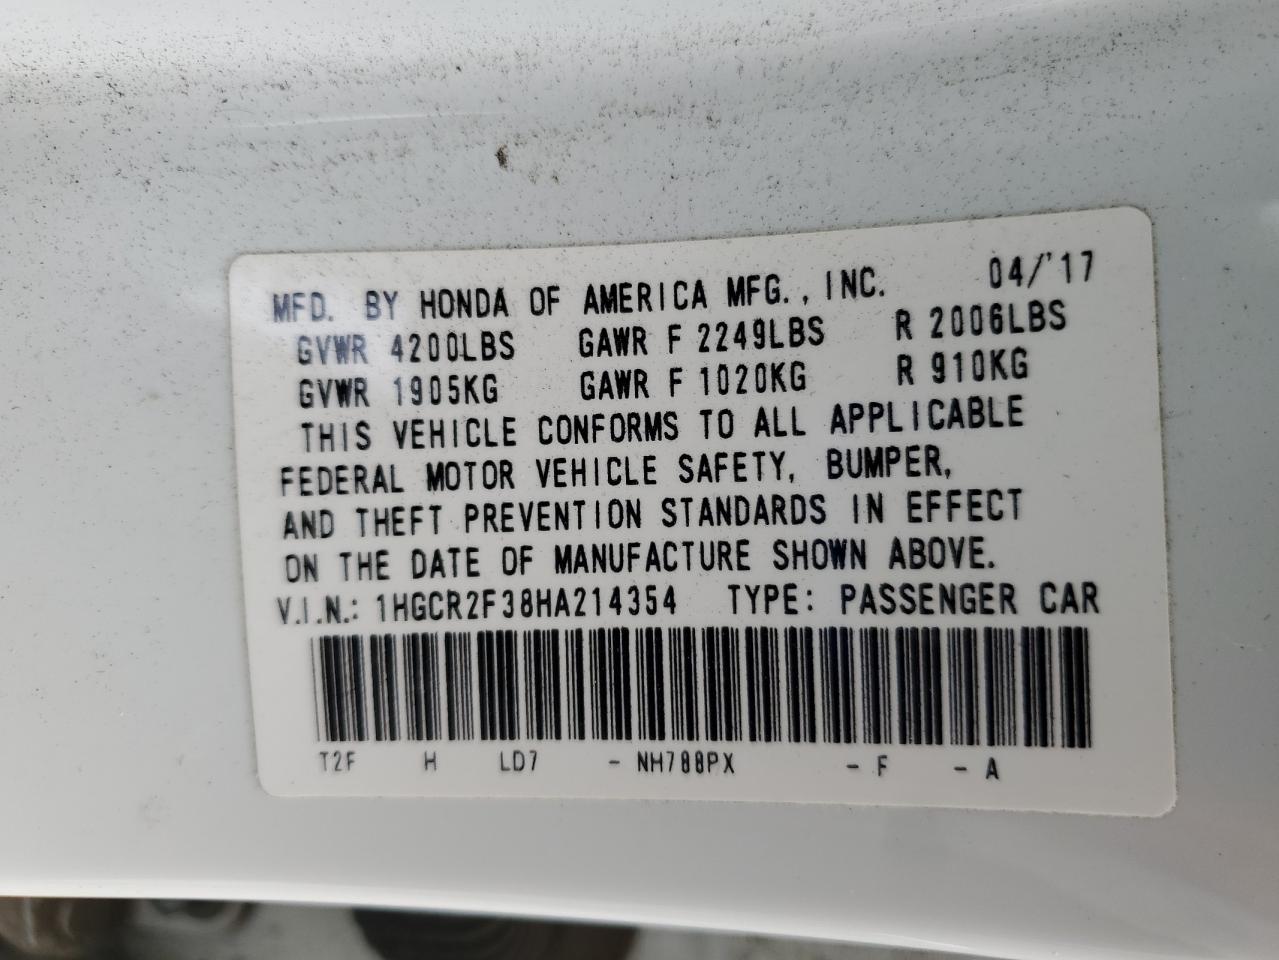 MFD. BY HONDA OF AMERICA MFG., INC. 04/'17
GVWR 4200LBS GAWR F 2249LBS R 2006LBS
GVWR 1905KG GAWR F 1020KG R 910KG
THIS VEHICLE CONFORMS TO ALL APPLICABLE
FEDERAL MOTOR VEHICLE SAFETY, BUMPER,
AND THEFT PREVENTION STANDARDS IN EFFECT
ON THE DATE OF MANUFACTURE SHOWN ABOVE.
V.I.N.: 1HGCR2F38HA214354 TYPE: PASSENGER CAR
T2F H LD7 - NH788PX - F - A